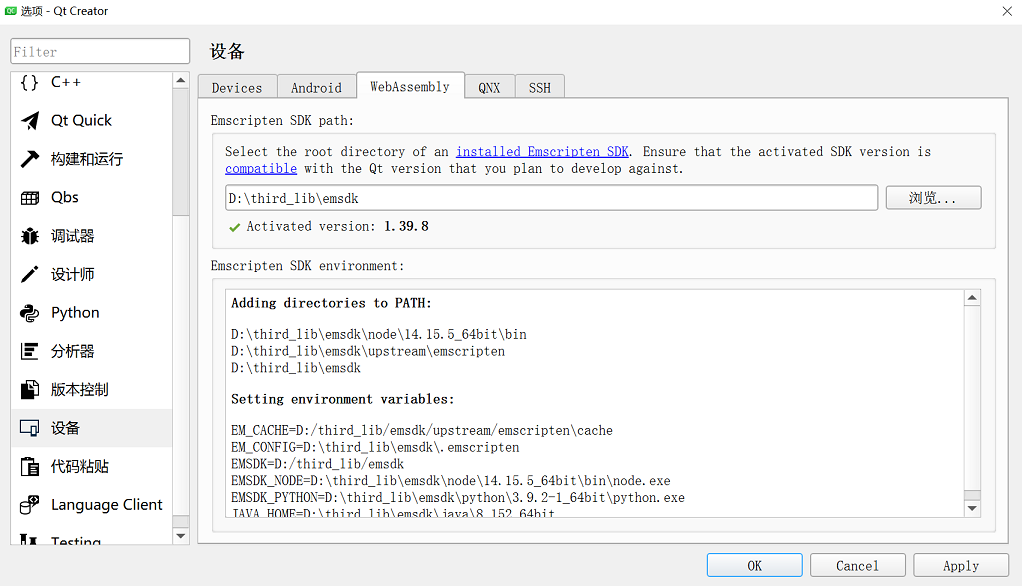 选项 - Qt Creator
Filter
{} C++
Qt Quick
构建和运行
Qbs
调试器
设计师
Python
分析器
版本控制
设备
代码粘贴
Language Client
Testing
设备
Devices Android WebAssembly QNX SSH
Emscripten SDK path:
Select the root directory of an installed Emscripten SDK. Ensure that the activated SDK version is
compatible with the Qt version that you plan to develop against.
D:\third_lib\emsdk 浏览...
Activated version: 1.39.8
Emscripten SDK environment:
Adding directories to PATH:
D:\third_lib\emsdk\node\14.15.5_64bit\bin
D:\third_lib\emsdk\upstream\emscripten
D:\third_lib\emsdk
Setting environment variables:
EM_CACHE=D:/third_lib/emsdk/upstream/emscripten\cache
EM_CONFIG=D:\third_lib\emsdk\.emscripten
EMSDK=D:/third_lib/emsdk
EMSDK_NODE=D:\third_lib\emsdk\node\14.15.5_64bit\bin\node.exe
EMSDK_PYTHON=D:\third_lib\emsdk\python\3.9.2-1_64bit\python.exe
JAVA_HOME=D:\third_lib\emsdk\java\8.152_64bit
OK Cancel Apply